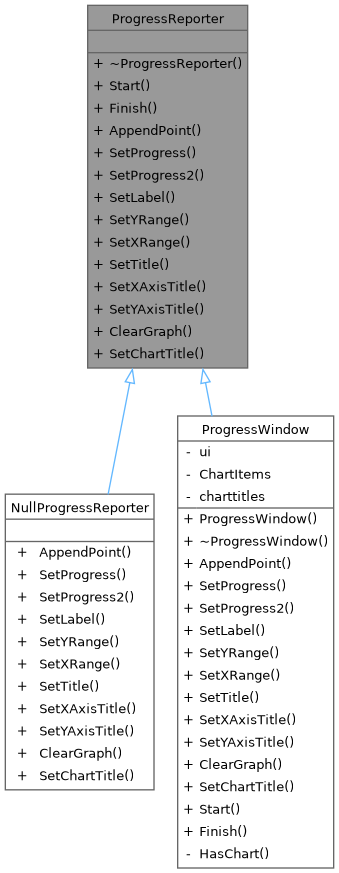 ProgressReporter
+ ~ProgressReporter()
+ Start()
+ Finish()
+ AppendPoint()
+ SetProgress()
+ SetProgress2()
+ SetLabel()
+ SetYRange()
+ SetXRange()
+ SetTitle()
+ SetXAxisTitle()
+ SetYAxisTitle()
+ ClearGraph()
+ SetChartTitle()
NullProgressReporter
+ AppendPoint()
+ SetProgress()
+ SetProgress2()
+ SetLabel()
+ SetYRange()
+ SetXRange()
+ SetTitle()
+ SetXAxisTitle()
+ SetYAxisTitle()
+ ClearGraph()
+ SetChartTitle()
ProgressWindow
- ui
- ChartItems
- charttitles
+ ProgressWindow()
+ ~ProgressWindow()
+ AppendPoint()
+ SetProgress()
+ SetProgress2()
+ SetLabel()
+ SetYRange()
+ SetXRange()
+ SetTitle()
+ SetXAxisTitle()
+ SetYAxisTitle()
+ ClearGraph()
+ SetChartTitle()
+ Start()
+ Finish()
- HasChart()